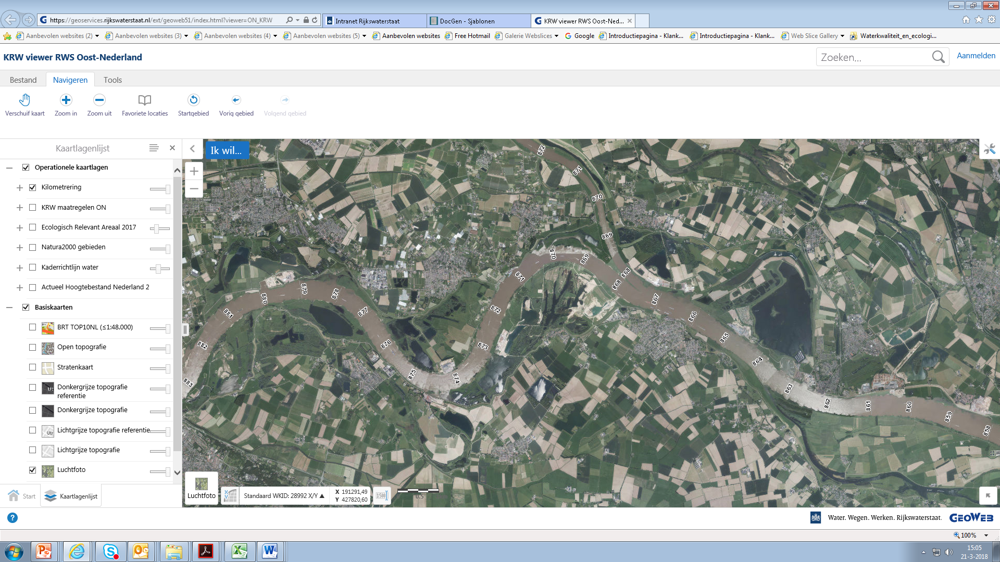 https://geoservices.rijkswaterstaat.nl/ext/geoweb51/index.html?viewer=ON_KRW
Intranet Rijkswaterstaat
DocGen - Sjablonen
KRW viewer RWS Oost-Ned...
Aanbevolen websites (2)
Aanbevolen websites (3)
Aanbevolen websites (4)
Aanbevolen websites (5)
Aanbevolen websites
Free Hotmail
Galerie Webslices
Google
Introductiepagina - Klank...
Introductiepagina - Klank...
Web Slice Gallery
Waterkwaliteit_en_ecologi...
KRW viewer RWS Oost-Nederland
Zoeken...
Aanmelden
Bestand
Navigeren
Tools
Verschuif kaart
Zoom in
Zoom uit
Favoriete locaties
Startgebied
Vorig gebied
Volgend gebied
Kaartlagenlijst
Ik wil...
Operationele kaartlagen
Kilometrering
KRW maatregelen ON
Ecologisch Relevant Areaal 2017
Natura2000 gebieden
Kaderrichtlijn water
Actueel Hoogtebestand Nederland 2
Basiskaarten
BRT TOP10NL (≤1:48.000)
Open topografie
Stratenkaart
Donkergrijze topografie
referentie
Donkergrijze topografie
Lichtgrijze topografie referentie
Lichtgrijze topografie
Luchtfoto
Start
Kaartlagenlijst
872
871
870
869
868
870
869
868
871
867
872
866
873
865
874
864
875
863
876
862
861
860
859
858
877
878
879
880
881
882
883
Luchtfoto
Standaard WKID: 28992 X/Y
X 191291,49
Y 427820,60
1:500
0.5
Water. Wegen. Werken. Rijkswaterstaat.
GEOWEB
100%
15:05
21-3-2018